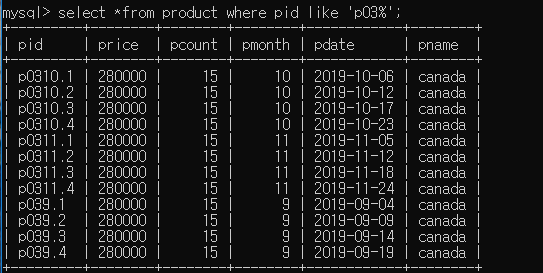 mysql> select *from product where pid like 'p03%';
+---------+--------+--------+--------+------------+--------+
| pid | price | pcount | pmonth | pdate | pname |
+---------+--------+--------+--------+------------+--------+
| p0310.1 | 280000 | 15 | 10 | 2019-10-06 | canada |
| p0310.2 | 280000 | 15 | 10 | 2019-10-12 | canada |
| p0310.3 | 280000 | 15 | 10 | 2019-10-17 | canada |
| p0310.4 | 280000 | 15 | 10 | 2019-10-23 | canada |
| p0311.1 | 280000 | 15 | 11 | 2019-11-05 | canada |
| p0311.2 | 280000 | 15 | 11 | 2019-11-12 | canada |
| p0311.3 | 280000 | 15 | 11 | 2019-11-18 | canada |
| p0311.4 | 280000 | 15 | 11 | 2019-11-24 | canada |
| p039.1 | 280000 | 15 | 9 | 2019-09-04 | canada |
| p039.2 | 280000 | 15 | 9 | 2019-09-09 | canada |
| p039.3 | 280000 | 15 | 9 | 2019-09-14 | canada |
| p039.4 | 280000 | 15 | 9 | 2019-09-19 | canada |
+---------+--------+--------+--------+------------+--------+